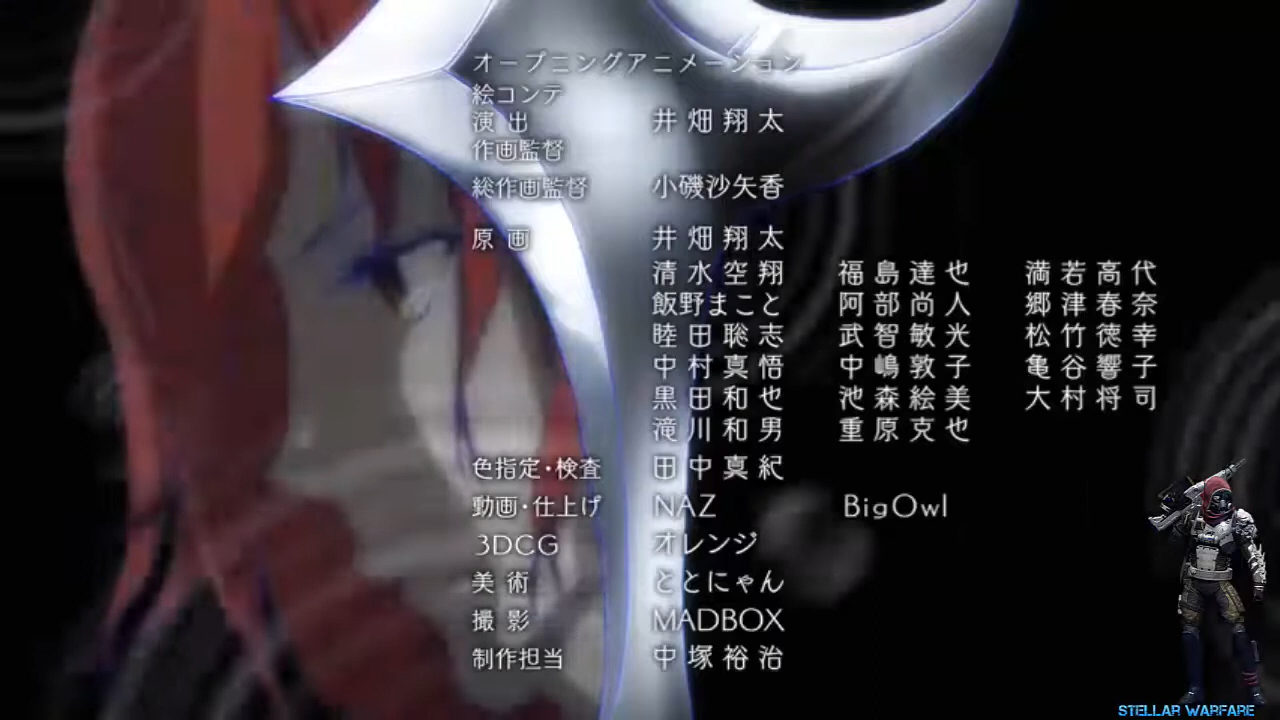 オープニングアニメーション
絵コンテ
演出 井畑翔太
作画監督
総作画監督 小磯沙矢香
原画 井畑翔太
清水空翔 福島達也 満若高代
飯野まこと 阿部尚人 郷津春奈
睦田聡志 武智敏光 松竹徳幸
中村真悟 中嶋敦子 亀谷響子
黒田和也 池森絵美 大村将司
滝川和男 重原克也
色指定・検査 田中真紀
動画・仕上げ NAZ BigOwl
3DCG オレンジ
美術 ととにゃん
撮影 MADBOX
制作担当 中塚裕治
STELLAR WARFARE